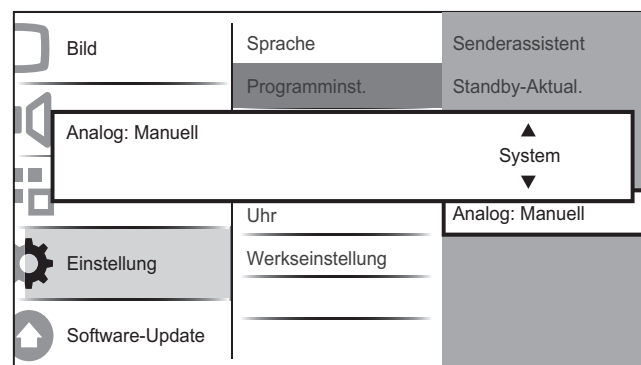 Bild
Sprache
Senderassistent
Programminst.
Standby-Aktual.
Analog: Manuell
System
Uhr
Analog: Manuell
Einstellung
Werkseinstellung
Software-Update